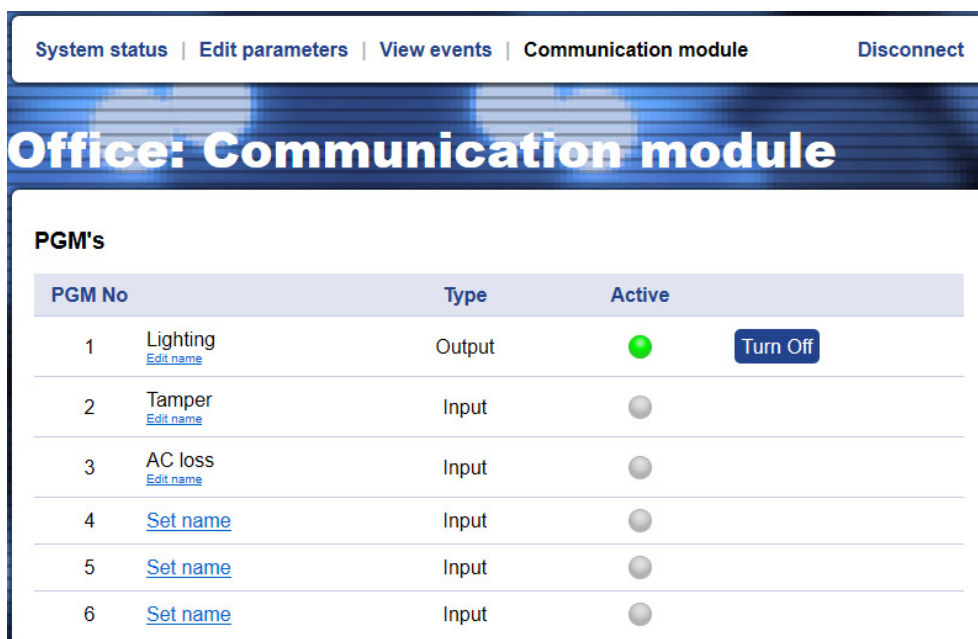 System status | Edit parameters | View events | Communication module Disconnect
Office: Communication module
PGM's
PGM No Type Active
1 Lighting Output Turn Off
Edit name
2 Tamper Input
Edit name
3 AC loss Input
Edit name
4 Set name Input
5 Set name Input
6 Set name Input